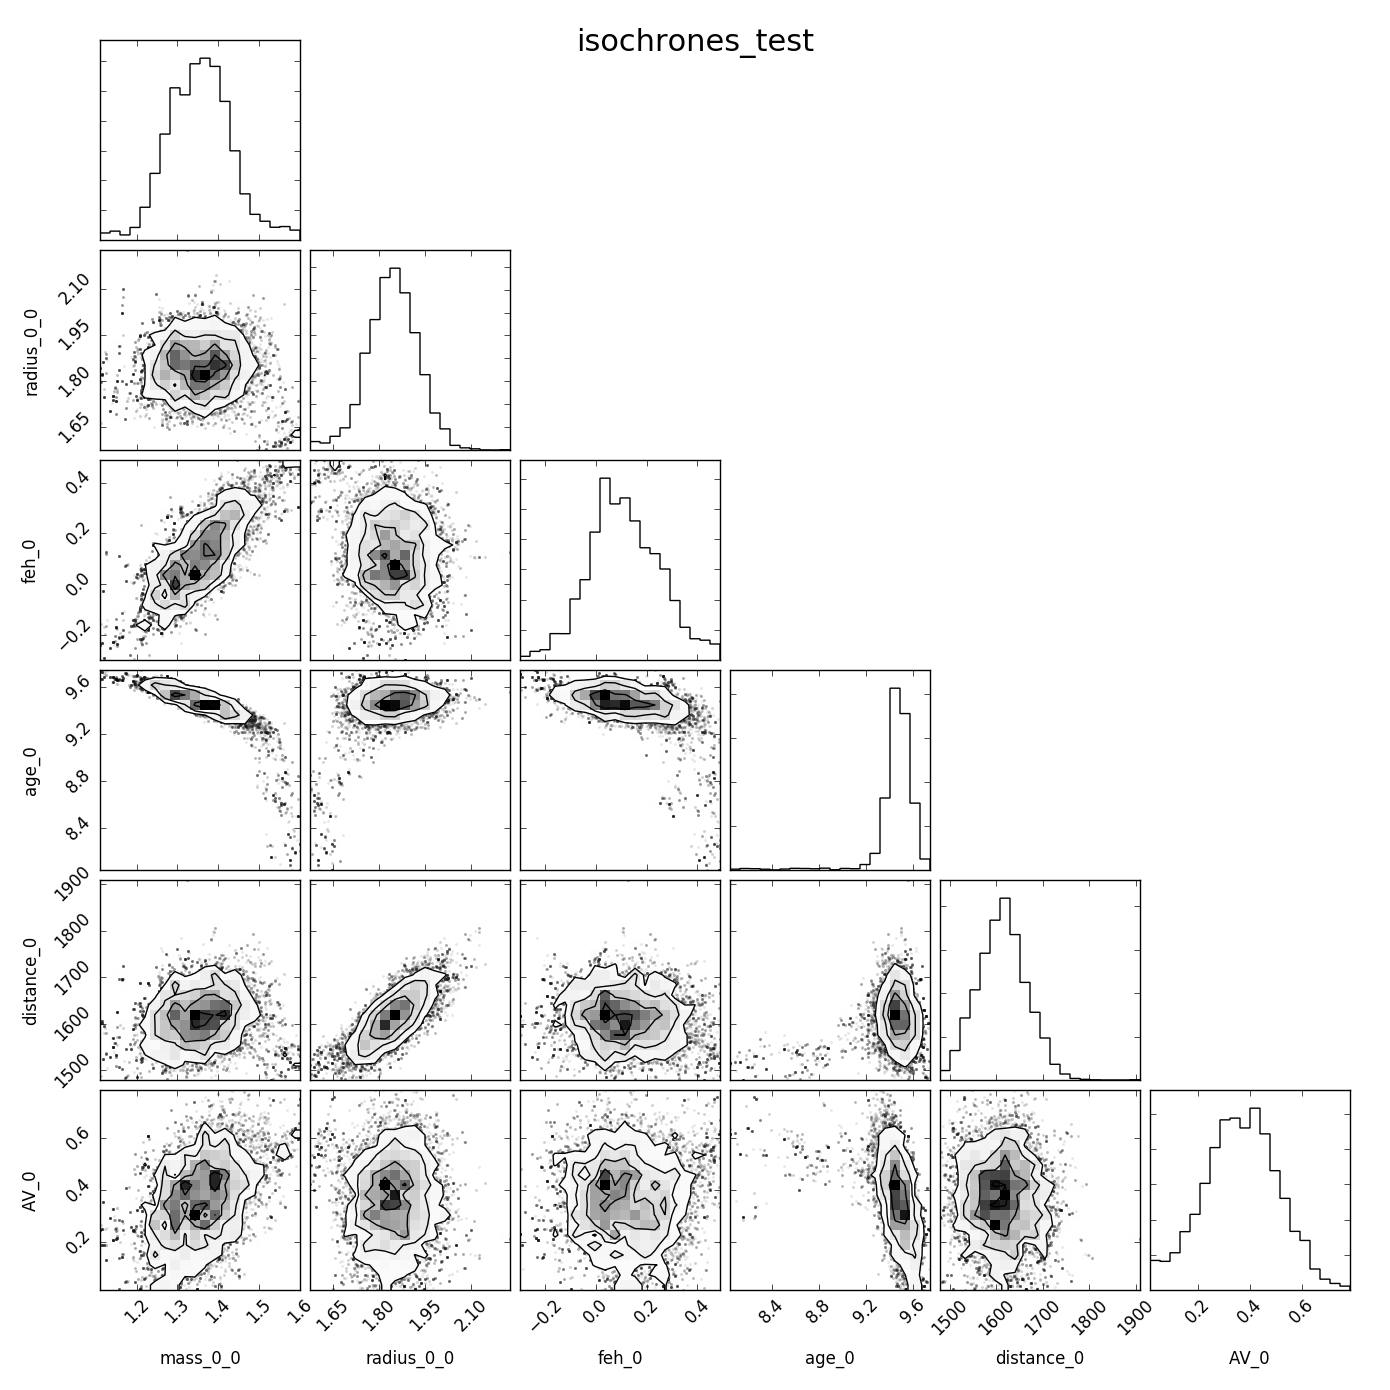 isochrones_test
radius_0_0
2.10
1.95
1.80
1.65
feh_0
0.4
0.2
0.0
−0.2
age_0
9.6
9.2
8.8
8.4
distance_0
1900
1800
1700
1600
1500
AV_0
0.6
0.4
0.2
1.2 1.3 1.4 1.5 1.6
1.65 1.80 1.95 2.10
−0.2 0.0 0.2 0.4
8.4 8.8 9.2 9.6
1500 1600 1700 1800 1900
0.2 0.4 0.6
mass_0_0 radius_0_0 feh_0 age_0 distance_0 AV_0